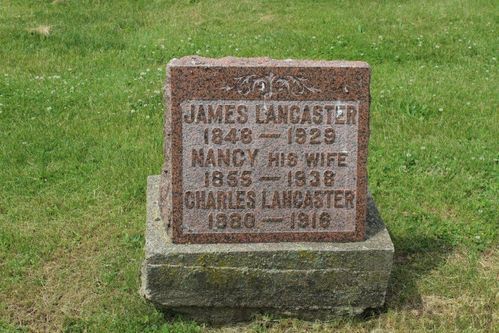 JAMES LANCASTER
1848 — 1929
NANCY HIS WIFE
1855 — 1938
CHARLES LANCASTER
1880 — 1916